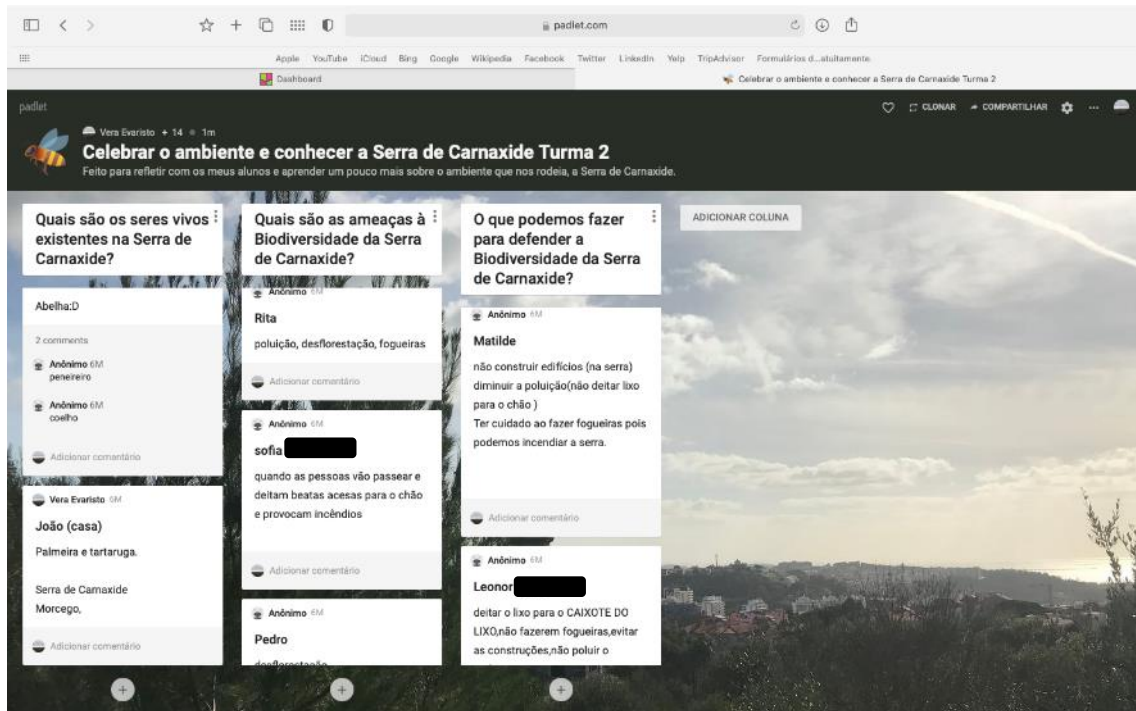 padlet.com
Apple YouTube iCloud Bing Google Wikipedia Facebook Twitter LinkedIn Yelp TripAdvisor Formulários d...atuitamente
Dashboard
Celebrar o ambiente e conhecer a Serra de Carnaxide Turma 2
padlet
CLONAR
COMPARTILHAR
Vera Evaristo + 14 1m
Celebrar o ambiente e conhecer a Serra de Carnaxide Turma 2
Feito para refletir com os meus alunos e aprender um pouco mais sobre o ambiente que nos rodeia, a Serra de Carnaxide.
Quais são os seres vivos
existentes na Serra de
Carnaxide?
Abelha:D
2 comments
Anônimo 6M
peneireiro
Anônimo 6M
coelho
Adicionar comentário
Vera Evaristo 6M
João (casa)
Palmeira e tartaruga.
Serra de Carnaxide
Morcego,
Adicionar comentário
Quais são as ameaças à
Biodiversidade da Serra
de Carnaxide?
Anônimo 6M
Rita
poluição, desflorestação, fogueiras
Adicionar comentário
Anônimo 6M
sofia
quando as pessoas vão passear e
deitam beatas acesas para o chão
e provocam incêndios
Adicionar comentário
Anônimo 6M
Pedro
desflorestação
O que podemos fazer
para defender a
Biodiversidade da Serra
de Carnaxide?
Anônimo 6M
Matilde
não construir edifícios (na serra)
diminuir a poluição(não deitar lixo
para o chão )
Ter cuidado ao fazer fogueiras pois
podemos incendiar a serra.
Adicionar comentário
Anônimo 6M
Leonor
deitar o lixo para o CAIXOTE DO
LIXO,não fazerem fogueiras,evitar
as construções,não poluir o
ADICIONAR COLUNA